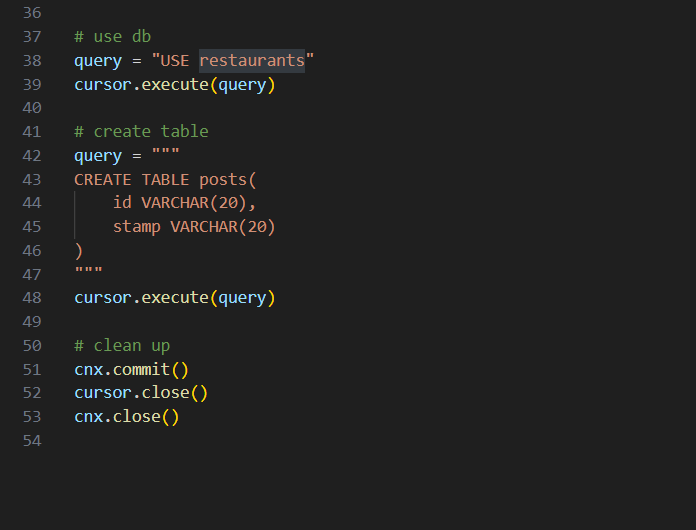 36
37 # use db
38 query = "USE restaurants"
39 cursor.execute(query)
40
41 # create table
42 query = """
43 CREATE TABLE posts(
44     id VARCHAR(20),
45     stamp VARCHAR(20)
46 )
47 """
48 cursor.execute(query)
49
50 # clean up
51 cnx.commit()
52 cursor.close()
53 cnx.close()
54